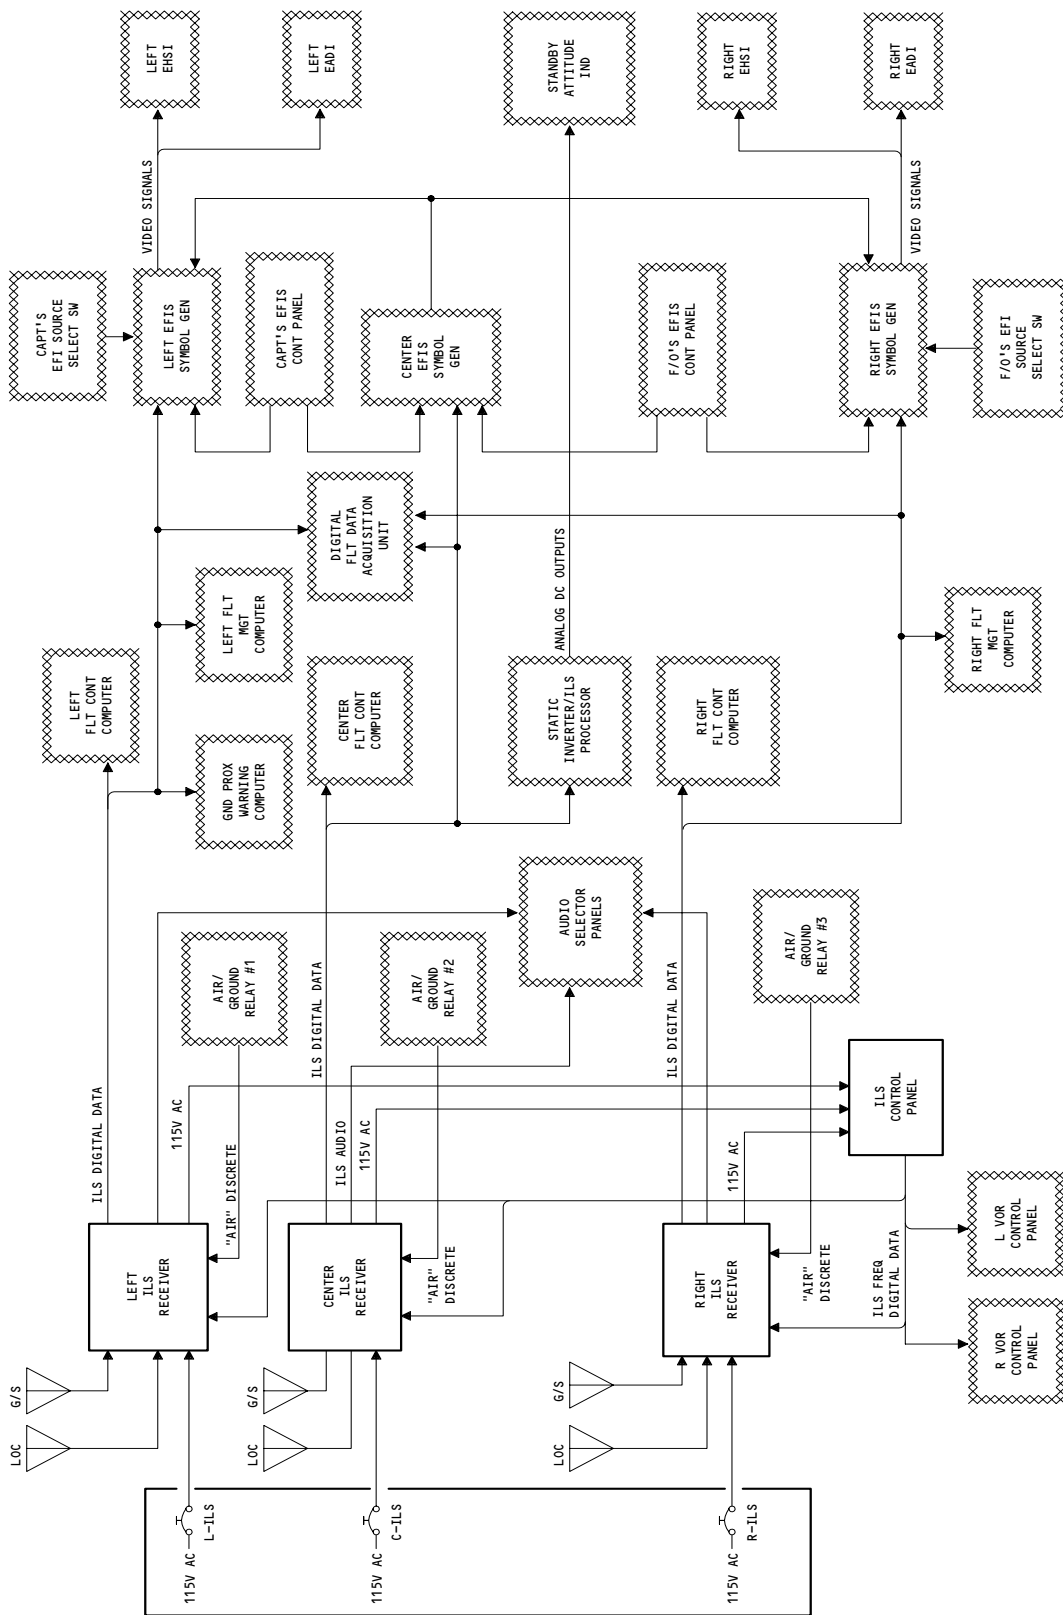 LEFT
EHSI
LEFT
EADI
STANDBY
ATTITUDE
IND
RIGHT
EHSI
RIGHT
EADI
VIDEO SIGNALS
VIDEO SIGNALS
CAPT'S
EFI SOURCE
SELECT SW
LEFT EFIS
SYMBOL GEN
CAPT'S EFIS
CONT PANEL
CENTER
EFIS
SYMBOL
GEN
F/O'S EFIS
CONT PANEL
RIGHT EFIS
SYMBOL GEN
F/O'S EFI
SOURCE
SELECT SW
DIGITAL
FLT DATA
ACQUISITION
UNIT
LEFT FLT
MGT
COMPUTER
ANALOG DC OUTPUTS
RIGHT FLT
MGT
COMPUTER
LEFT
FLT CONT
COMPUTER
CENTER
FLT CONT
COMPUTER
STATIC
INVERTER/ILS
PROCESSOR
RIGHT
FLT CONT
COMPUTER
GND PROX
WARNING
COMPUTER
AUDIO
SELECTOR
PANELS
AIR/
GROUND
RELAY #1
AIR/
GROUND
RELAY #2
AIR/
GROUND
RELAY #3
ILS DIGITAL DATA
115V AC
"AIR" DISCRETE
ILS DIGITAL DATA
ILS AUDIO
115V AC
"AIR"
DISCRETE
ILS DIGITAL DATA
115V AC
"AIR"
DISCRETE
ILS
CONTROL
PANEL
ILS FREQ
DIGITAL DATA
LEFT
ILS
RECEIVER
CENTER
ILS
RECEIVER
RIGHT
ILS
RECEIVER
L VOR
CONTROL
PANEL
R VOR
CONTROL
PANEL
G/S
LOC
G/S
LOC
G/S
LOC
115V AC
L-ILS
115V AC
C-ILS
115V AC
R-ILS